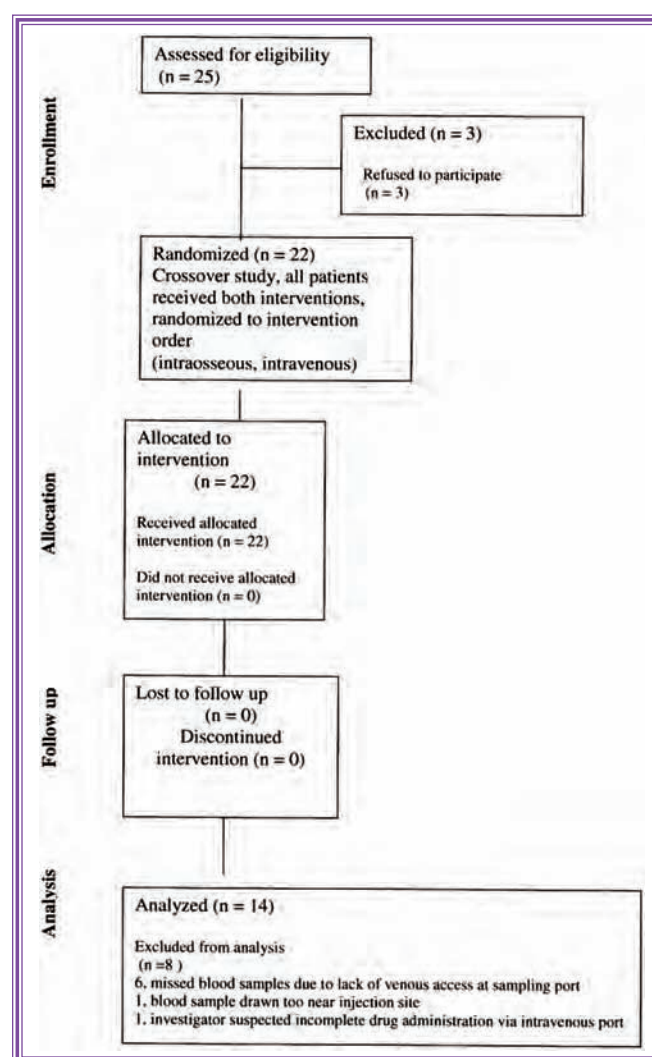 Assessed for eligibility
(n = 25)
Enrollment
Excluded (n = 3)
Refused to participate
(n = 3)
Randomized (n = 22)
Crossover study, all patients
received both interventions,
randomized to intervention
order
(intraosseous, intravenous)
Allocation
Allocated to
intervention
(n = 22)
Received allocated
intervention (n = 22)
Did not receive allocated
intervention (n = 0)
Follow up
Lost to follow up
(n = 0)
Discontinued
intervention (n = 0)
Analysis
Analyzed (n = 14)
Excluded from analysis
(n =8 )
6, missed blood samples due to lack of venous access at sampling port
1, blood sample drawn too near injection site
1, investigator suspected incomplete drug administration via intravenous port